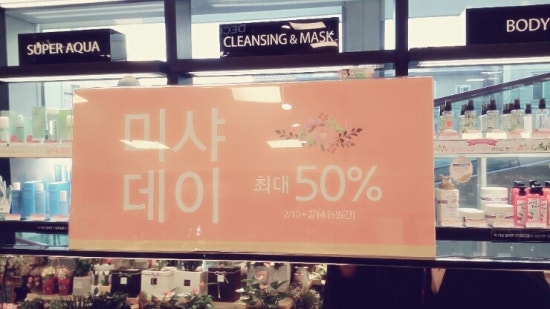 SUPER AQUA
CLEANSING & MASK
BODY
미샤
데이
최대 50%